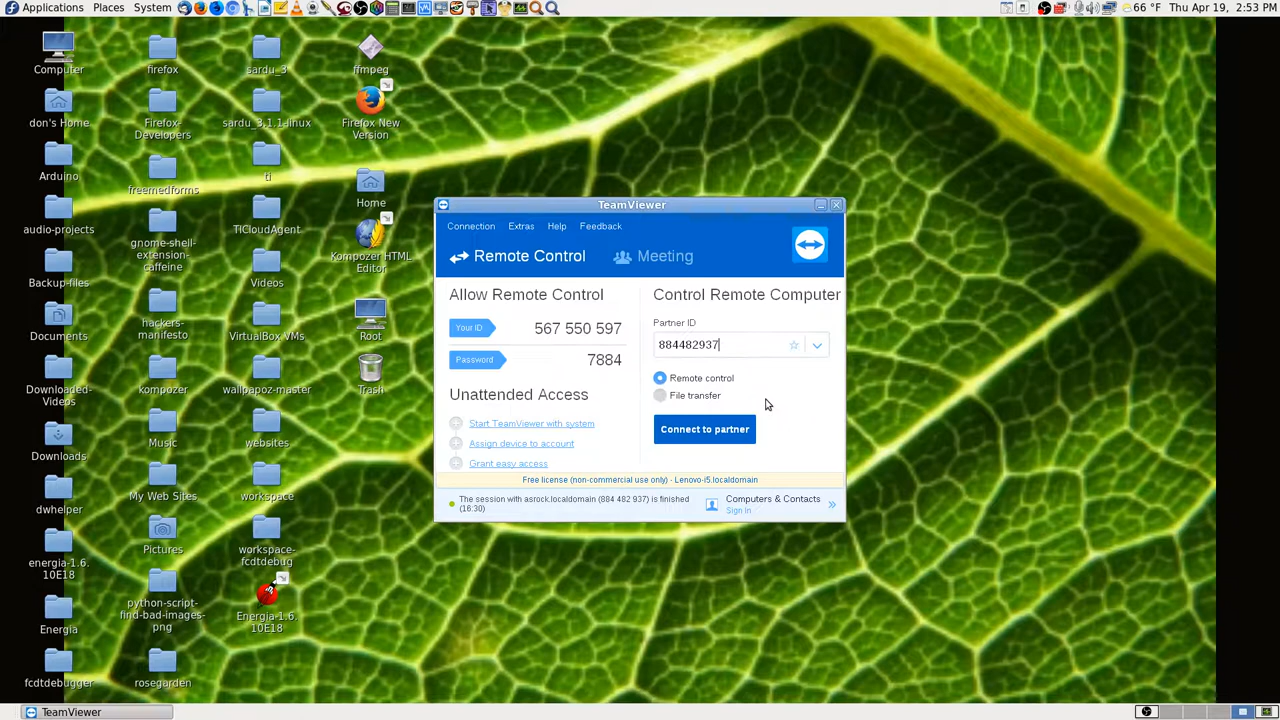 Applications Places System
66 °F Thu Apr 19, 2:53 PM
Computer
firefox
sardu_3
ffmpeg
don's Home
Firefox-
Developers
sardu_3.1.1-linux
Firefox New
Version
Arduino
freemedforms
ti
Home
audio-projects
gnome-shell-
extension-
caffeine
TICloudAgent
Kompozer HTML
Editor
Backup-files
Videos
Documents
hackers-
manifesto
VirtualBox VMs
Root
Downloaded-
Videos
kompozer
wallpapoz-master
Trash
Downloads
Music
websites
dwhelper
My Web Sites
workspace
energia-1.6.
10E18
Pictures
workspace-
fcdtdebug
Energia
python-script-
find-bad-images-
png
Energia-1.6.
10E18
fcdtdebugger
rosegarden
TeamViewer
Connection Extras Help Feedback
Remote Control Meeting
Allow Remote Control
Your ID 567 550 597
Password 7884
Unattended Access
Start TeamViewer with system
Assign device to account
Grant easy access
Control Remote Computer
Partner ID
884482937
Remote control
File transfer
Connect to partner
Free license (non-commercial use only) - Lenovo-i5.localdomain
The session with asrock.localdomain (884 482 937) is finished
(16:30)
Computers & Contacts
Sign In
TeamViewer